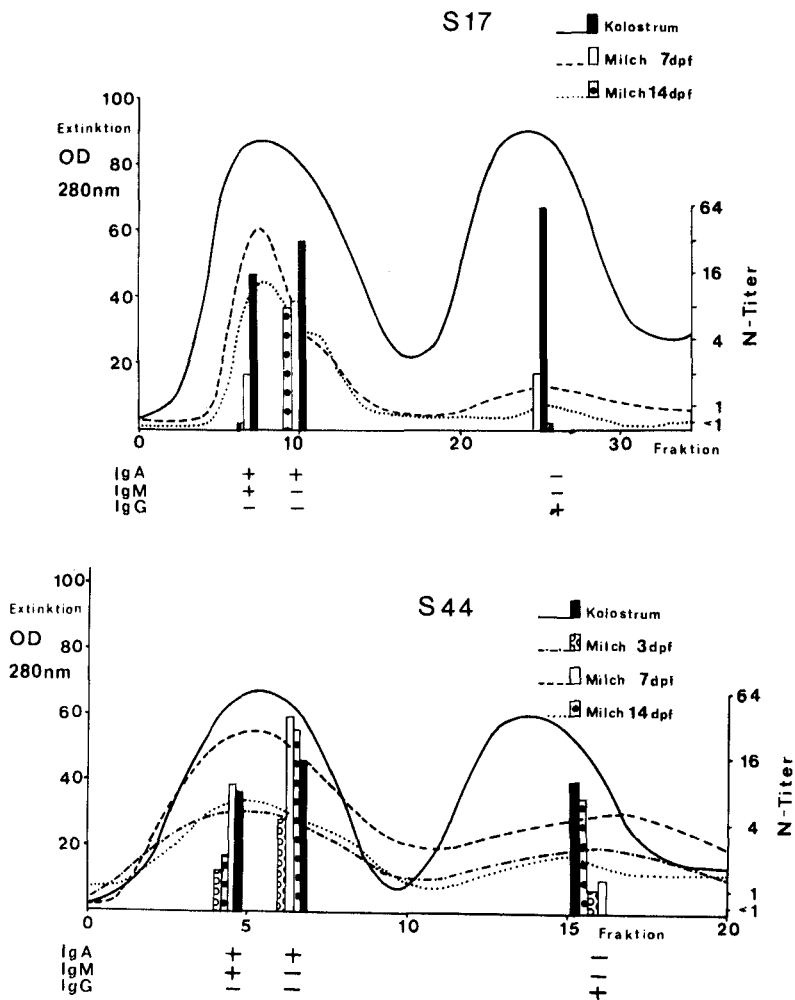 S17
Kolostrum
Milch 7dpf
Milch 14dpf
Extinktion
OD
280nm
100
80
60
40
20
0
10
20
30
Fraktion
64
16
4
1
<1
N-Titer
IgA + + –
IgM + – –
IgG – – +
S44
Kolostrum
Milch 3dpf
Milch 7dpf
Milch 14dpf
Extinktion
OD
280nm
100
80
60
40
20
0
5
10
15
20
Fraktion
64
16
4
1
<1
N-Titer
IgA + + –
IgM + – –
IgG – – +